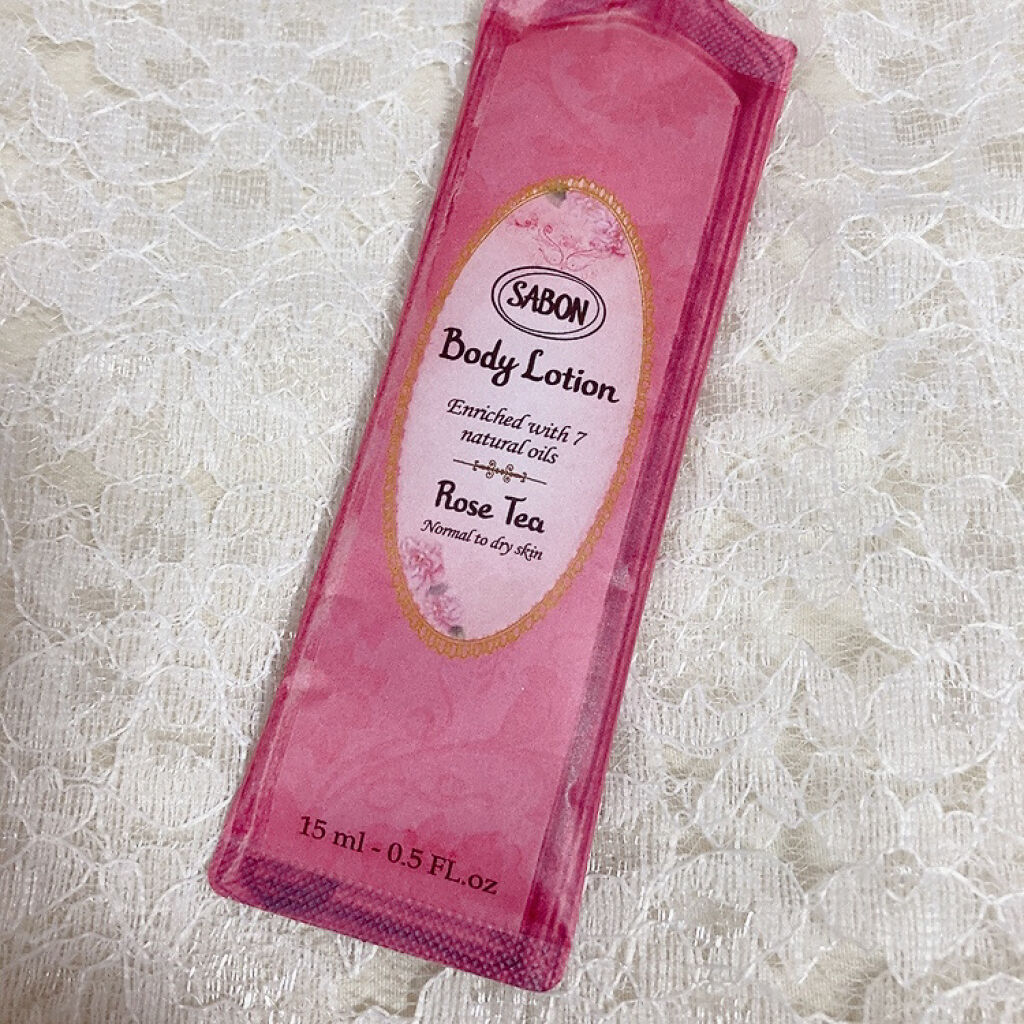 SABON
Body Lotion
Enriched with 7
natural oils
Rose Tea
Normal to dry skin
15 ml - 0.5 FL.oz